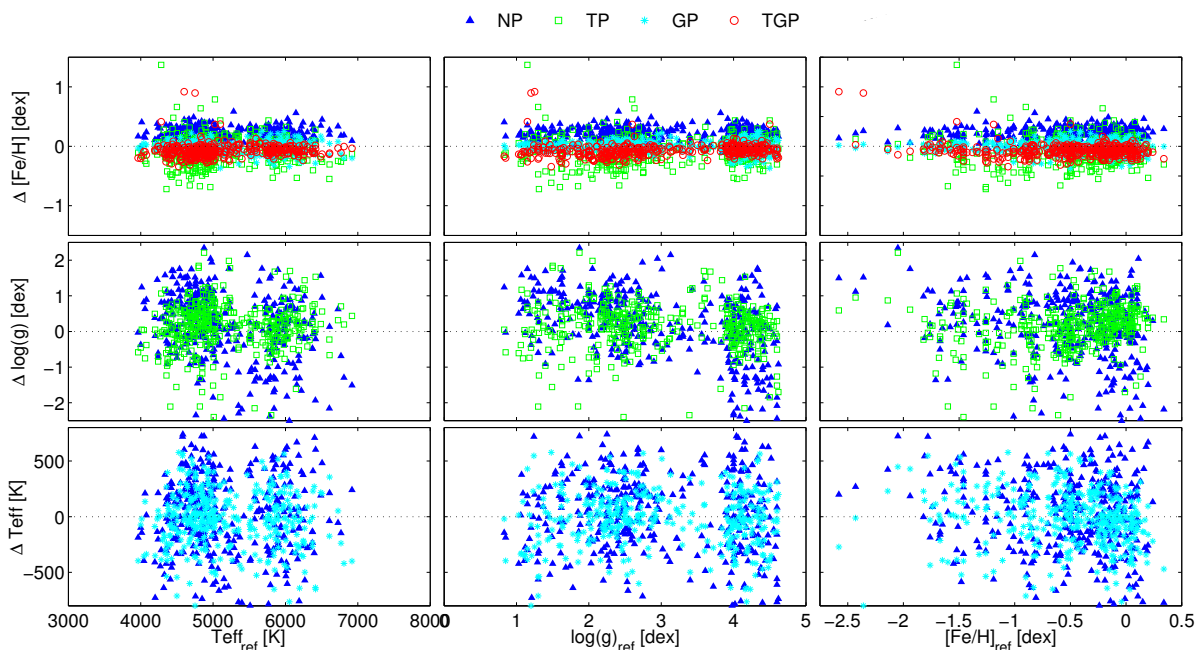 NP TP GP TGP
Δ [Fe/H] [dex]
1
0
−1
Δ log(g) [dex]
2
1
0
−1
−2
Δ Teff [K]
500
0
−500
3000 4000 5000 6000 7000 8000
0 1 2 3 4 5
−2.5 −2 −1.5 −1 −0.5 0 0.5
Teff_ref [K]
log(g)_ref [dex]
[Fe/H]_ref [dex]